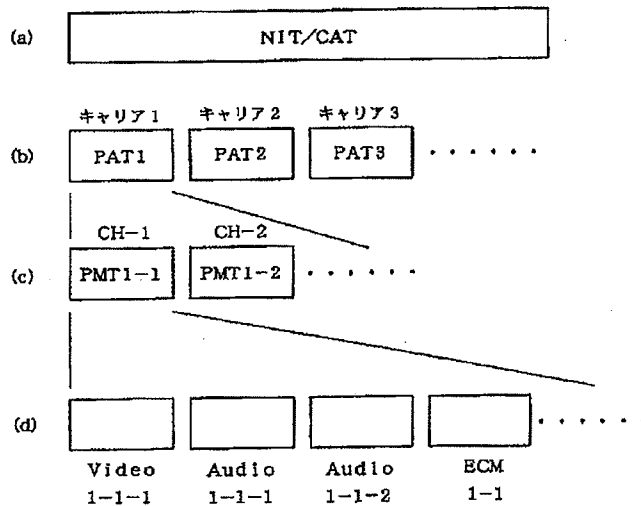 (a)
NIT/CAT
キャリア1 キャリア2 キャリア3
(b) PAT1 PAT2 PAT3 ······
CH-1 CH-2
(c) PMT1-1 PMT1-2 ······
(d) ·····
Video Audio Audio ECM
1-1-1 1-1-1 1-1-2 1-1